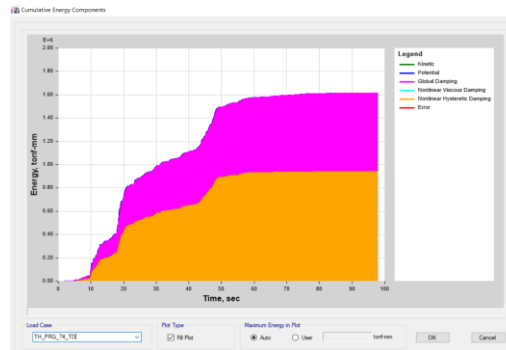 Cumulative Energy Components
E+6
2.00
1.80
1.60
1.40
1.20
1.00
0.80
0.60
0.40
0.20
0.00
Energy, tonf-mm
0 10 20 30 40 50 60 70 80 90 100
Time, sec
Legend
Kinetic
Potential
Global Damping
Nonlinear Viscous Damping
Nonlinear Hysteretic Damping
Error
Load Case
Plot Type
Fill Plot
Maximum Energy in Plot
Auto
User
tonf-mm
OK
Cancel